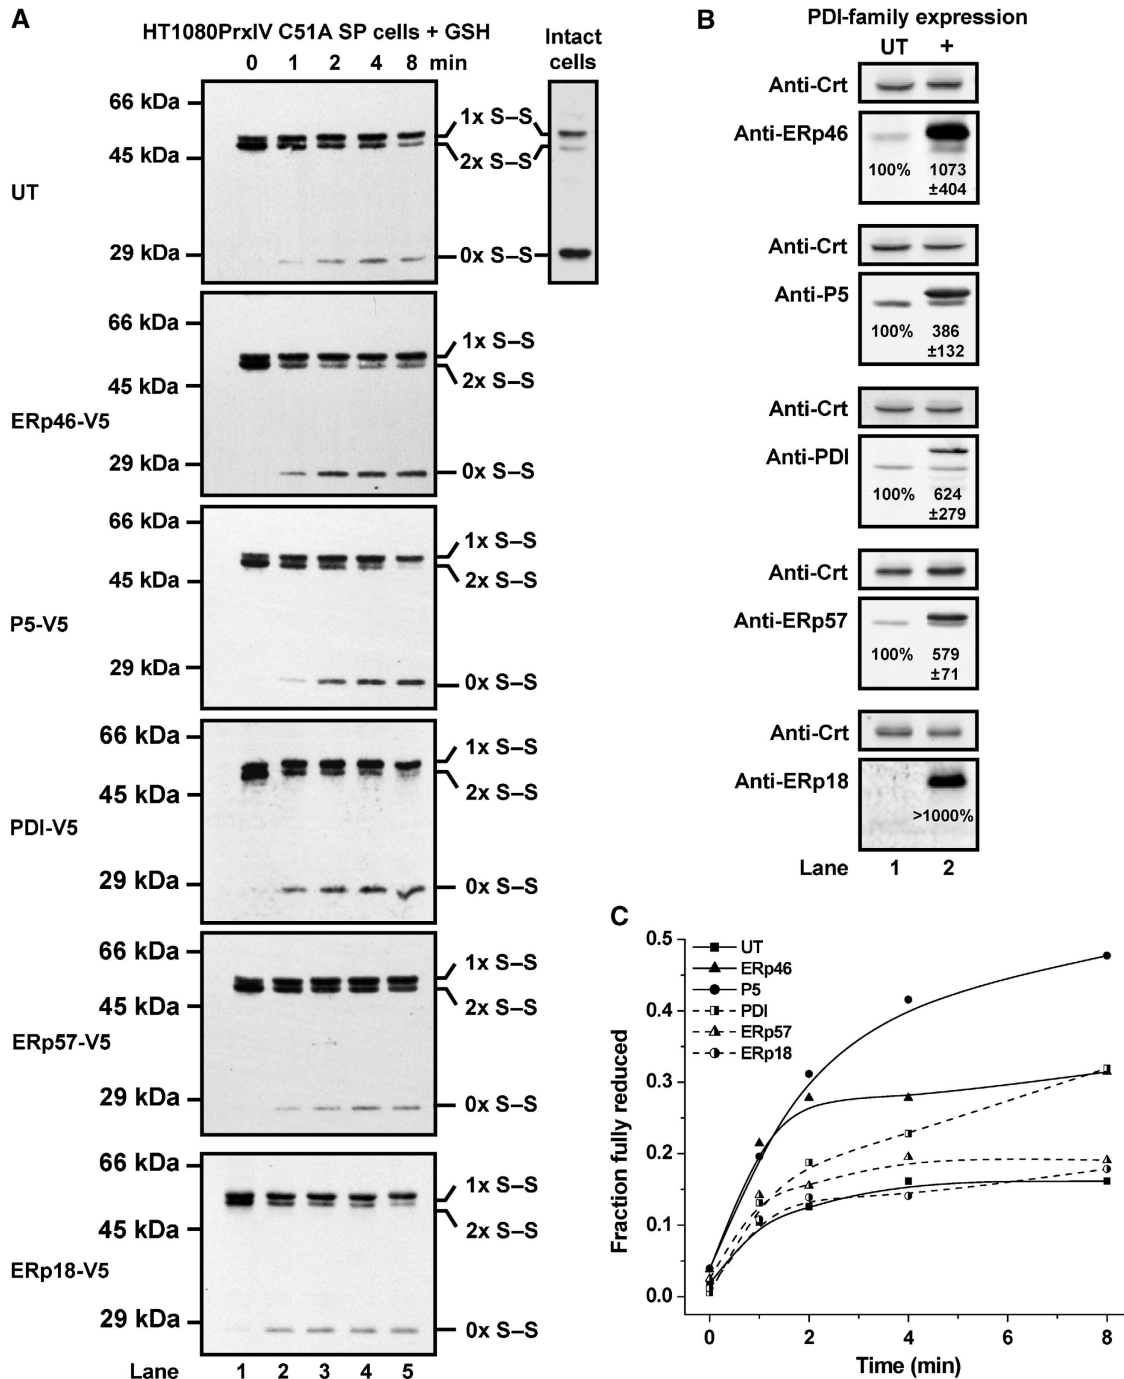 A
HT1080PrxIV C51A SP cells + GSH
0 1 2 4 8 min
Intact
cells
66 kDa
45 kDa
29 kDa
UT
1x S–S
2x S–S
0x S–S
66 kDa
45 kDa
29 kDa
ERp46-V5
1x S–S
2x S–S
0x S–S
66 kDa
45 kDa
29 kDa
P5-V5
1x S–S
2x S–S
0x S–S
66 kDa
45 kDa
29 kDa
PDI-V5
1x S–S
2x S–S
0x S–S
66 kDa
45 kDa
29 kDa
ERp57-V5
1x S–S
2x S–S
0x S–S
66 kDa
45 kDa
29 kDa
ERp18-V5
1x S–S
2x S–S
0x S–S
Lane 1 2 3 4 5
B
PDI-family expression
UT +
Anti-Crt
Anti-ERp46
100% 1073
±404
Anti-Crt
Anti-P5
100% 386
±132
Anti-Crt
Anti-PDI
100% 624
±279
Anti-Crt
Anti-ERp57
100% 579
±71
Anti-Crt
Anti-ERp18
>1000%
Lane 1 2
C
UT
ERp46
P5
PDI
ERp57
ERp18
0.5
0.4
0.3
0.2
0.1
0.0
Fraction fully reduced
0 2 4 6 8
Time (min)